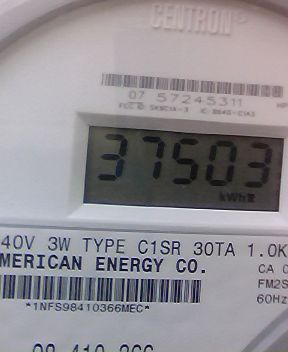 CENTRON®
07 57245311
37503
kWh
40V 3W TYPE C1SR 30TA 1.0K
MERICAN ENERGY CO.
CA 0
*1NFS98410366MEC*
FM2S
60Hz